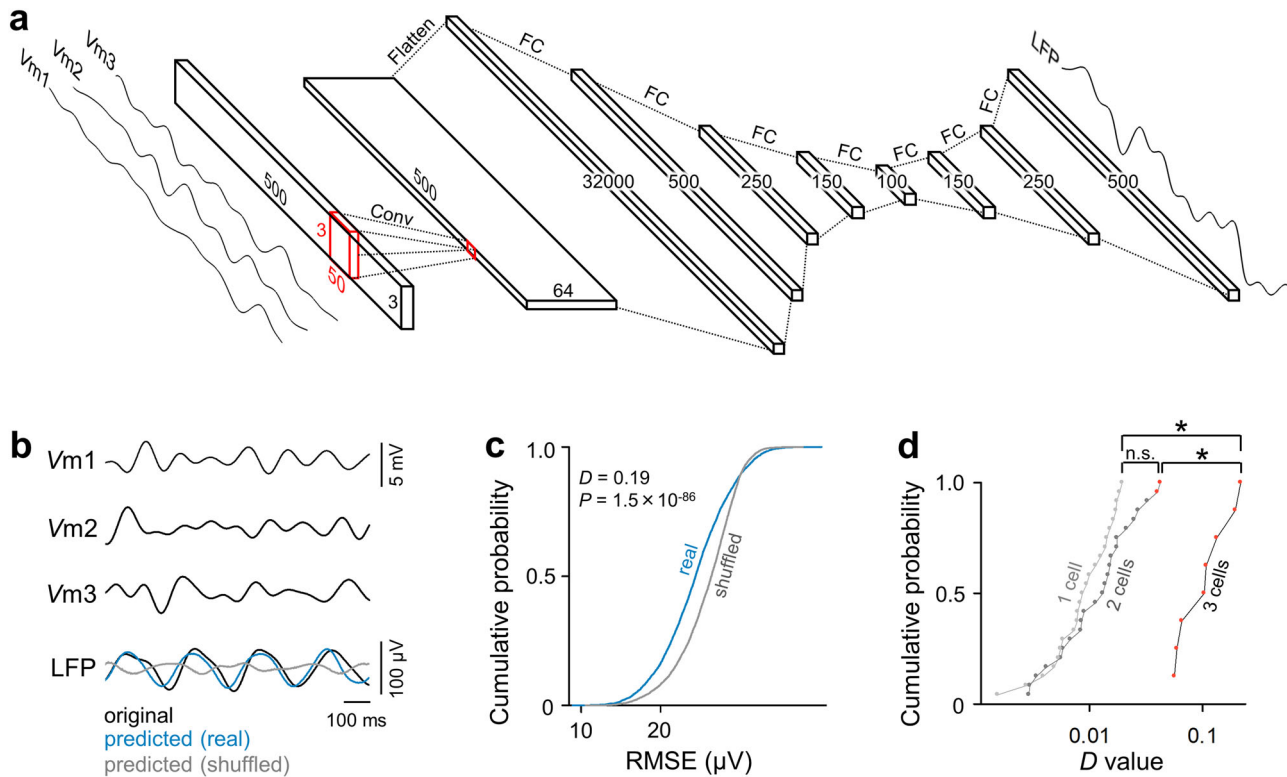 a
Vm1
Vm2
Vm3
500
3
50
3
Conv
500
64
Flatten
32000
FC
500
FC
250
FC
150
FC
100
FC
150
FC
250
FC
500
LFP
b
Vm1
5 mV
Vm2
Vm3
LFP
100 µV
100 ms
original
predicted (real)
predicted (shuffled)
c
Cumulative probability
1.0
0.5
0
D = 0.19
P = 1.5 × 10⁻⁸⁶
real
shuffled
10 20
RMSE (µV)
d
*
n.s. *
Cumulative probability
1.0
0.5
0
1 cell
2 cells
3 cells
0.01 0.1
D value